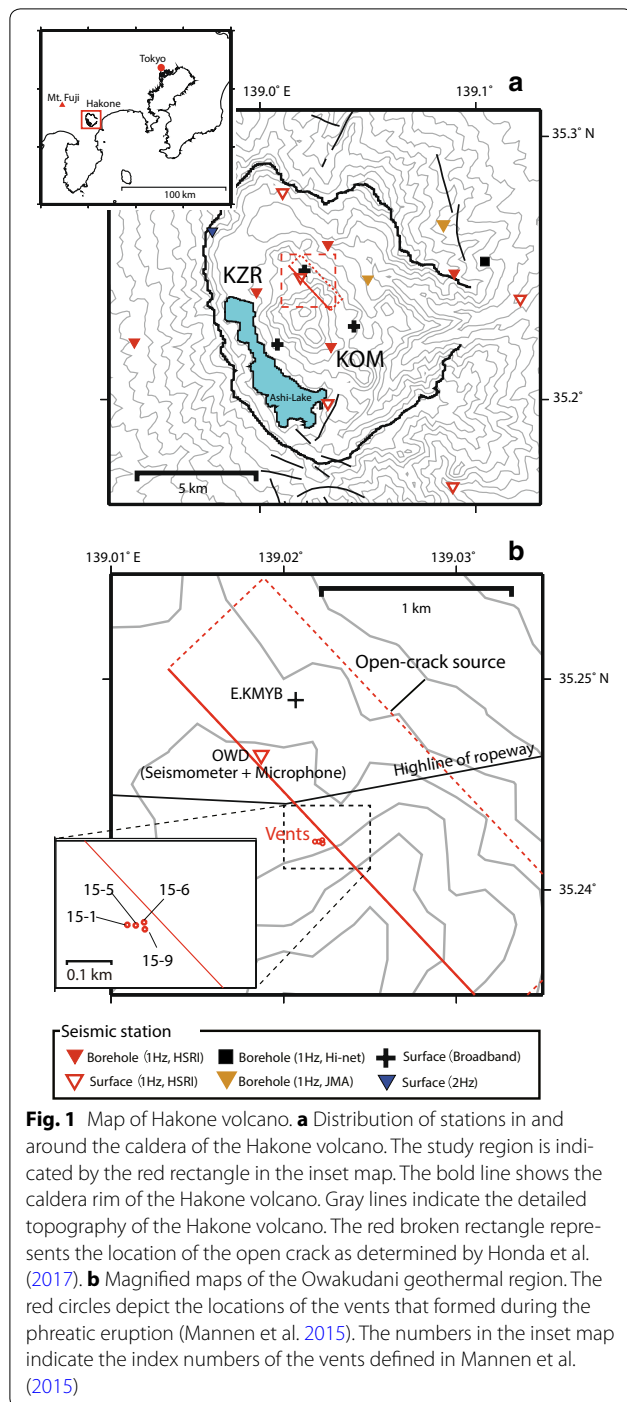 Tokyo
Mt. Fuji
Hakone
100 km
139.0˚ E
139.1˚
a
35.3˚ N
KZR
KOM
Ashi-Lake
35.2˚
5 km
139.01˚ E
139.02˚
139.03˚
b
1 km
Open-crack source
35.25˚ N
E.KMYB
OWD
(Seismometer + Microphone)
Highline of ropeway
Vents
15-5
15-6
15-1
15-9
0.1 km
35.24˚
Seismic station
Borehole (1Hz, HSRI)
Borehole (1Hz, Hi-net)
Surface (Broadband)
Surface (1Hz, HSRI)
Borehole (1Hz, JMA)
Surface (2Hz)
Fig. 1 Map of Hakone volcano. a Distribution of stations in and
around the caldera of the Hakone volcano. The study region is indi-
cated by the red rectangle in the inset map. The bold line shows the
caldera rim of the Hakone volcano. Gray lines indicate the detailed
topography of the Hakone volcano. The red broken rectangle repre-
sents the location of the open crack as determined by Honda et al.
(2017). b Magnified maps of the Owakudani geothermal region. The
red circles depict the locations of the vents that formed during the
phreatic eruption (Mannen et al. 2015). The numbers in the inset map
indicate the index numbers of the vents defined in Mannen et al.
(2015)